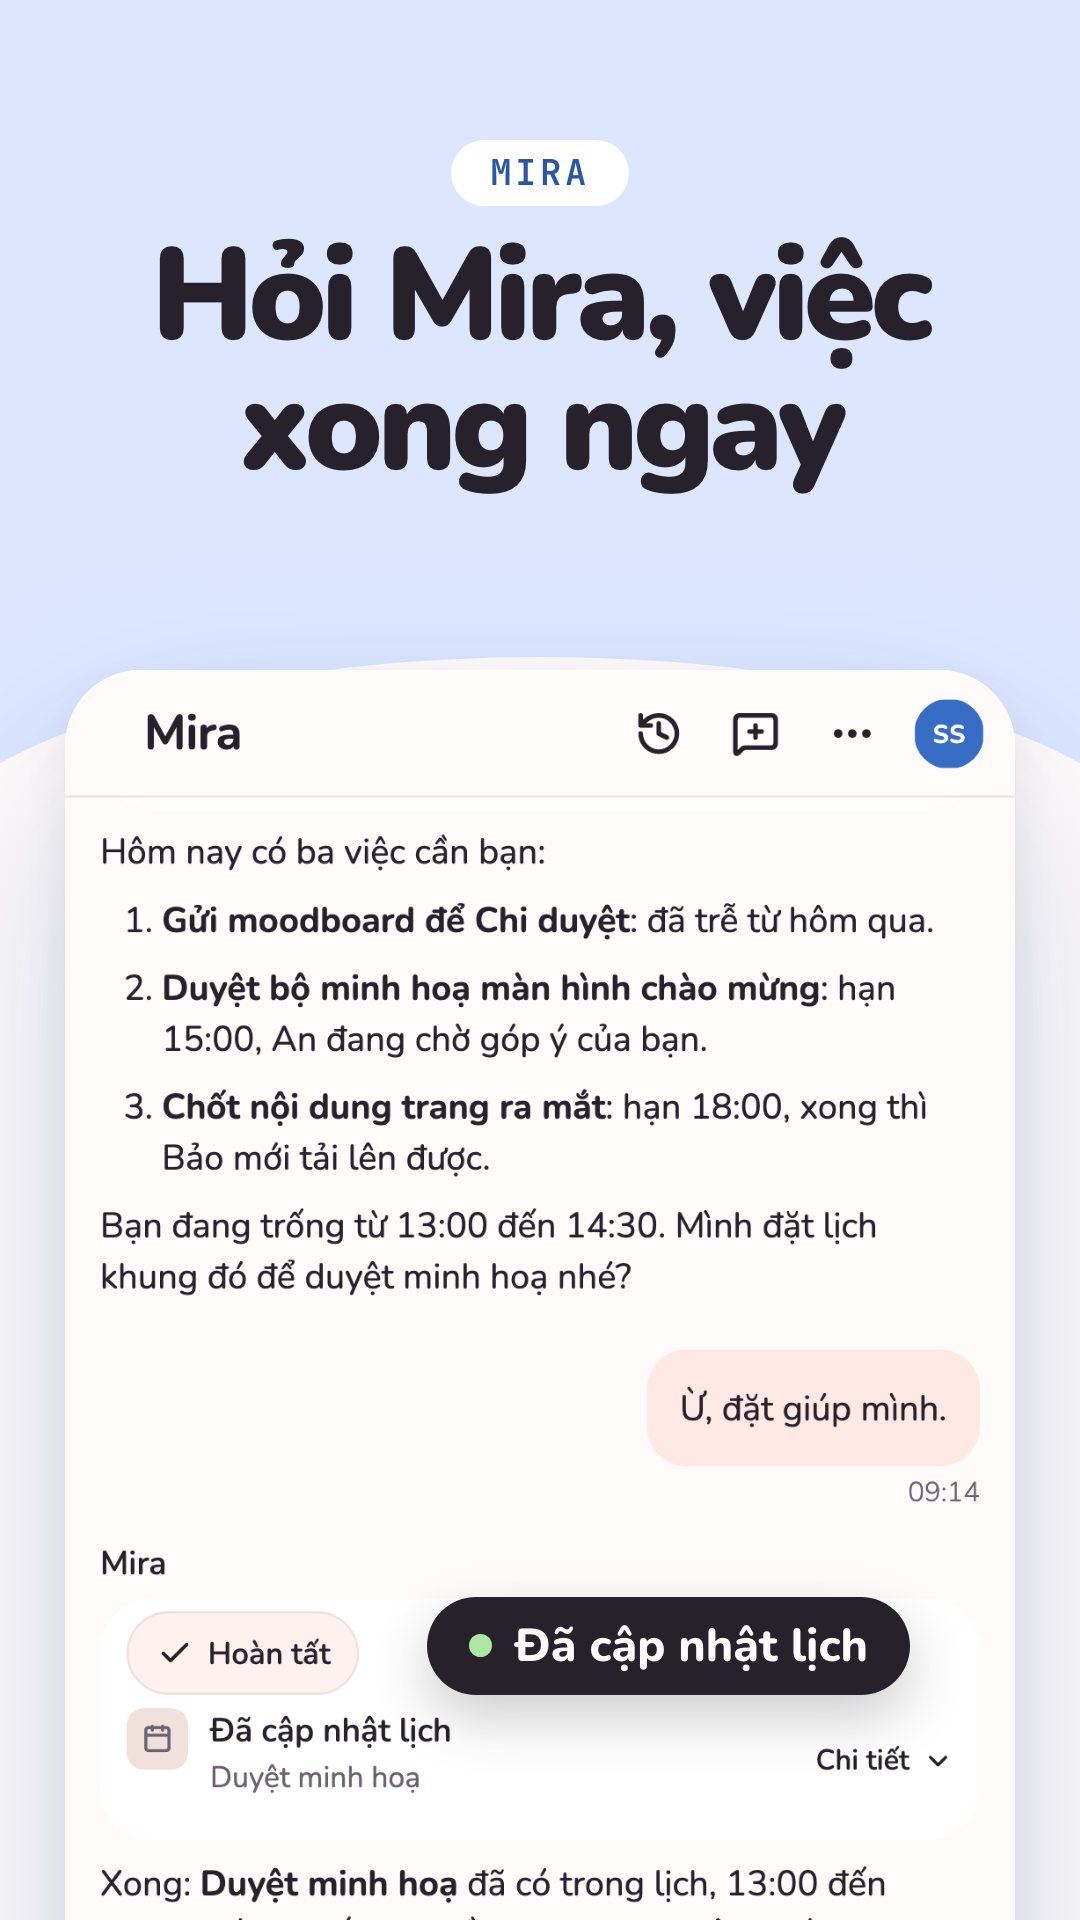 MIRA
Hỏi Mira, việc
xong ngay
Mira
SS
Hôm nay có ba việc cần bạn:
1. Gửi moodboard để Chi duyệt: đã trễ từ hôm qua.
2. Duyệt bộ minh hoạ màn hình chào mừng: hạn
15:00, An đang chờ góp ý của bạn.
3. Chốt nội dung trang ra mắt: hạn 18:00, xong thì
Bảo mới tải lên được.
Bạn đang trống từ 13:00 đến 14:30. Mình đặt lịch
khung đó để duyệt minh hoạ nhé?
Ừ, đặt giúp mình.
09:14
Mira
Hoàn tất
Đã cập nhật lịch
Đã cập nhật lịch
Duyệt minh hoạ
Chi tiết
Xong: Duyệt minh hoạ đã có trong lịch, 13:00 đến